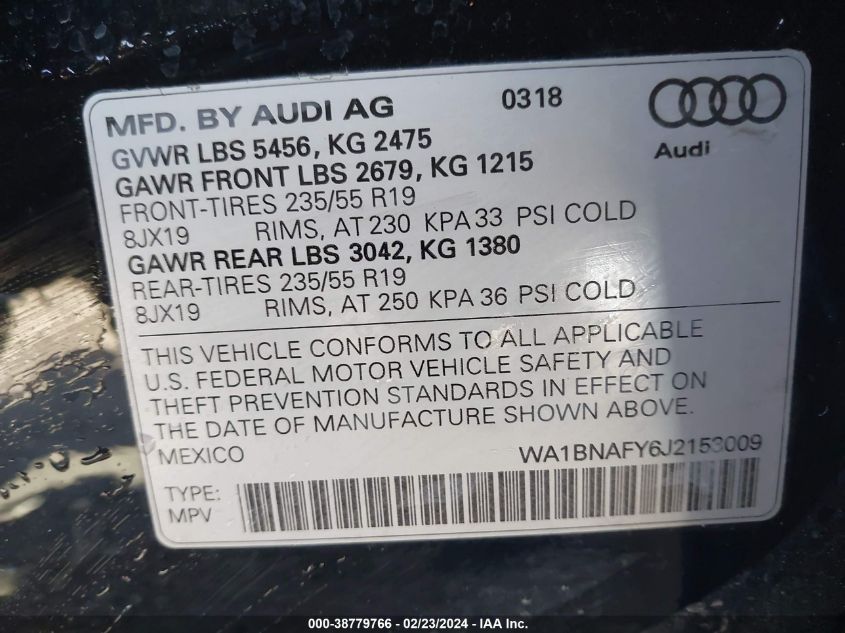 MFD. BY AUDI AG 0318
Audi
GVWR LBS 5456, KG 2475
GAWR FRONT LBS 2679, KG 1215
FRONT-TIRES 235/55 R19
8JX19 RIMS, AT 230 KPA 33 PSI COLD
GAWR REAR LBS 3042, KG 1380
REAR-TIRES 235/55 R19
8JX19 RIMS, AT 250 KPA 36 PSI COLD
THIS VEHICLE CONFORMS TO ALL APPLICABLE
U.S. FEDERAL MOTOR VEHICLE SAFETY AND
THEFT PREVENTION STANDARDS IN EFFECT ON
THE DATE OF MANUFACTURE SHOWN ABOVE.
MEXICO WA1BNAFY6J2153009
TYPE:
MPV
000-38779766 - 02/23/2024 - IAA Inc.